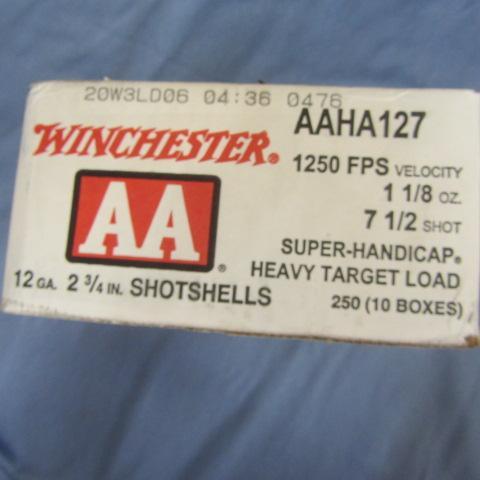 20W3LD06 04:36 0476
AAHA127
WINCHESTER®
1250 FPS VELOCITY
1 1/8 OZ.
7 1/2 SHOT
AA®
SUPER-HANDICAP®
HEAVY TARGET LOAD
12 GA. 2 3/4 IN. SHOTSHELLS
250 (10 BOXES)